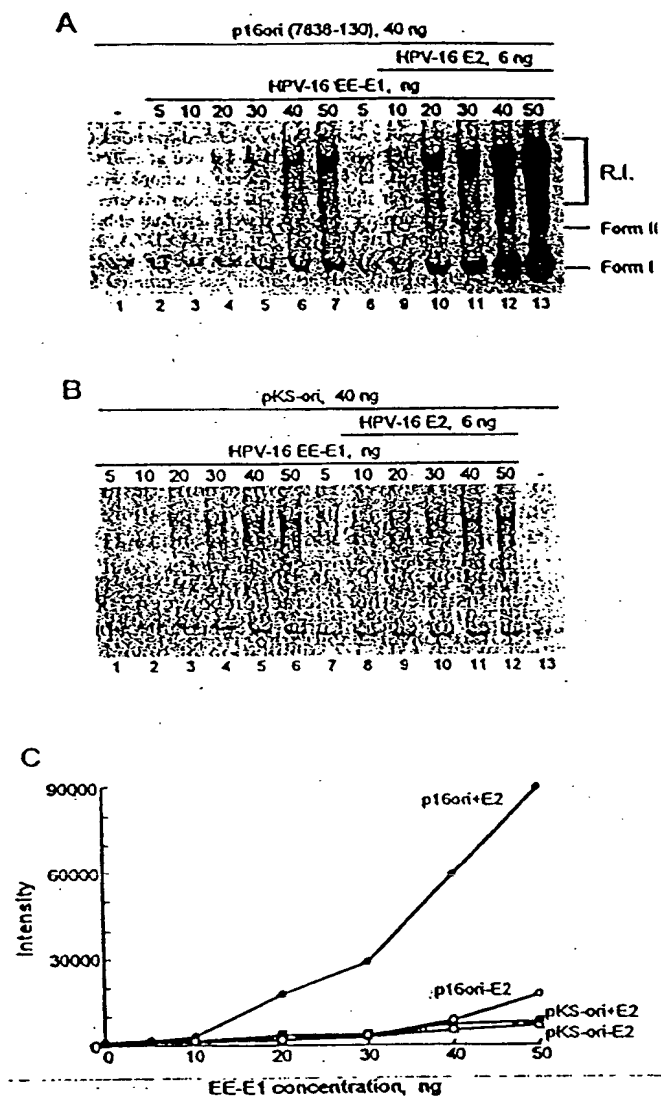 A
p16ori (7838-130), 40 ng
HPV-16 E2, 6 ng
HPV-16 EE-E1, ng
- 5 10 20 30 40 50 5 10 20 30 40 50
R.I.
Form II
Form I
1 2 3 4 5 6 7 8 9 10 11 12 13
B
pKS-ori, 40 ng
HPV-16 E2, 6 ng
HPV-16 EE-E1, ng
5 10 20 30 40 50 5 10 20 30 40 50 -
1 2 3 4 5 6 7 8 9 10 11 12 13
C
90000
60000
30000
0
Intensity
p16ori+E2
p16ori-E2
pKS-ori+E2
pKS-ori-E2
0 10 20 30 40 50
EE-E1 concentration, ng